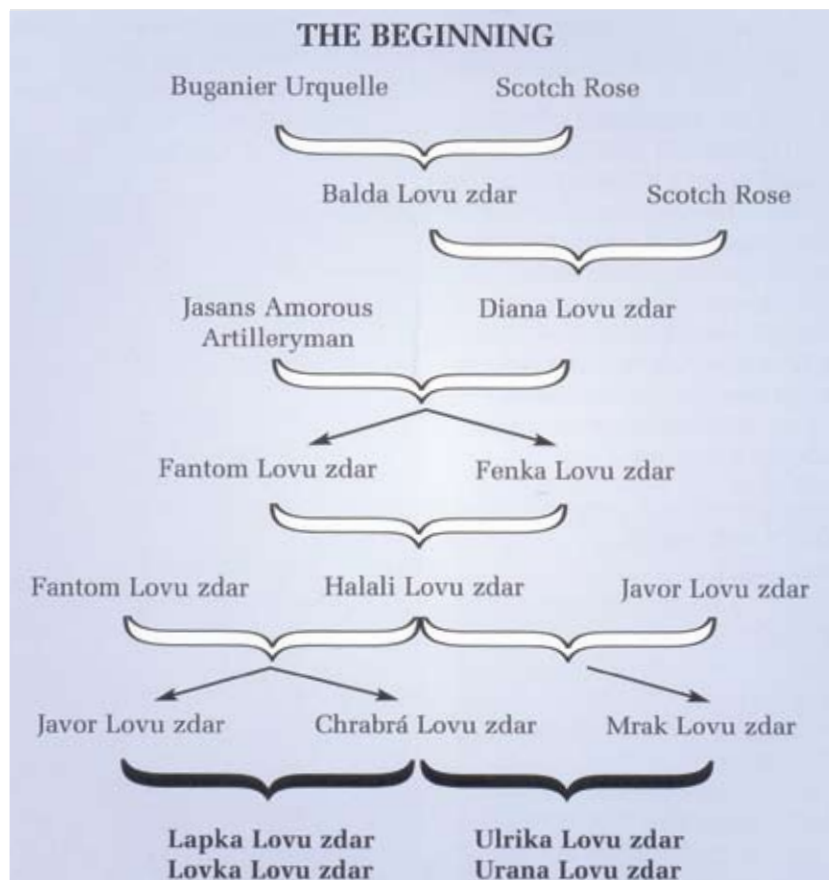 THE BEGINNING
Buganier Urquelle Scotch Rose
Balda Lovu zdar Scotch Rose
Jasans Amorous
Artilleryman
Diana Lovu zdar
Fantom Lovu zdar Fenka Lovu zdar
Fantom Lovu zdar Halali Lovu zdar Javor Lovu zdar
Javor Lovu zdar Chrabrá Lovu zdar Mrak Lovu zdar
Lapka Lovu zdar Ulrika Lovu zdar
Lovka Lovu zdar Urana Lovu zdar